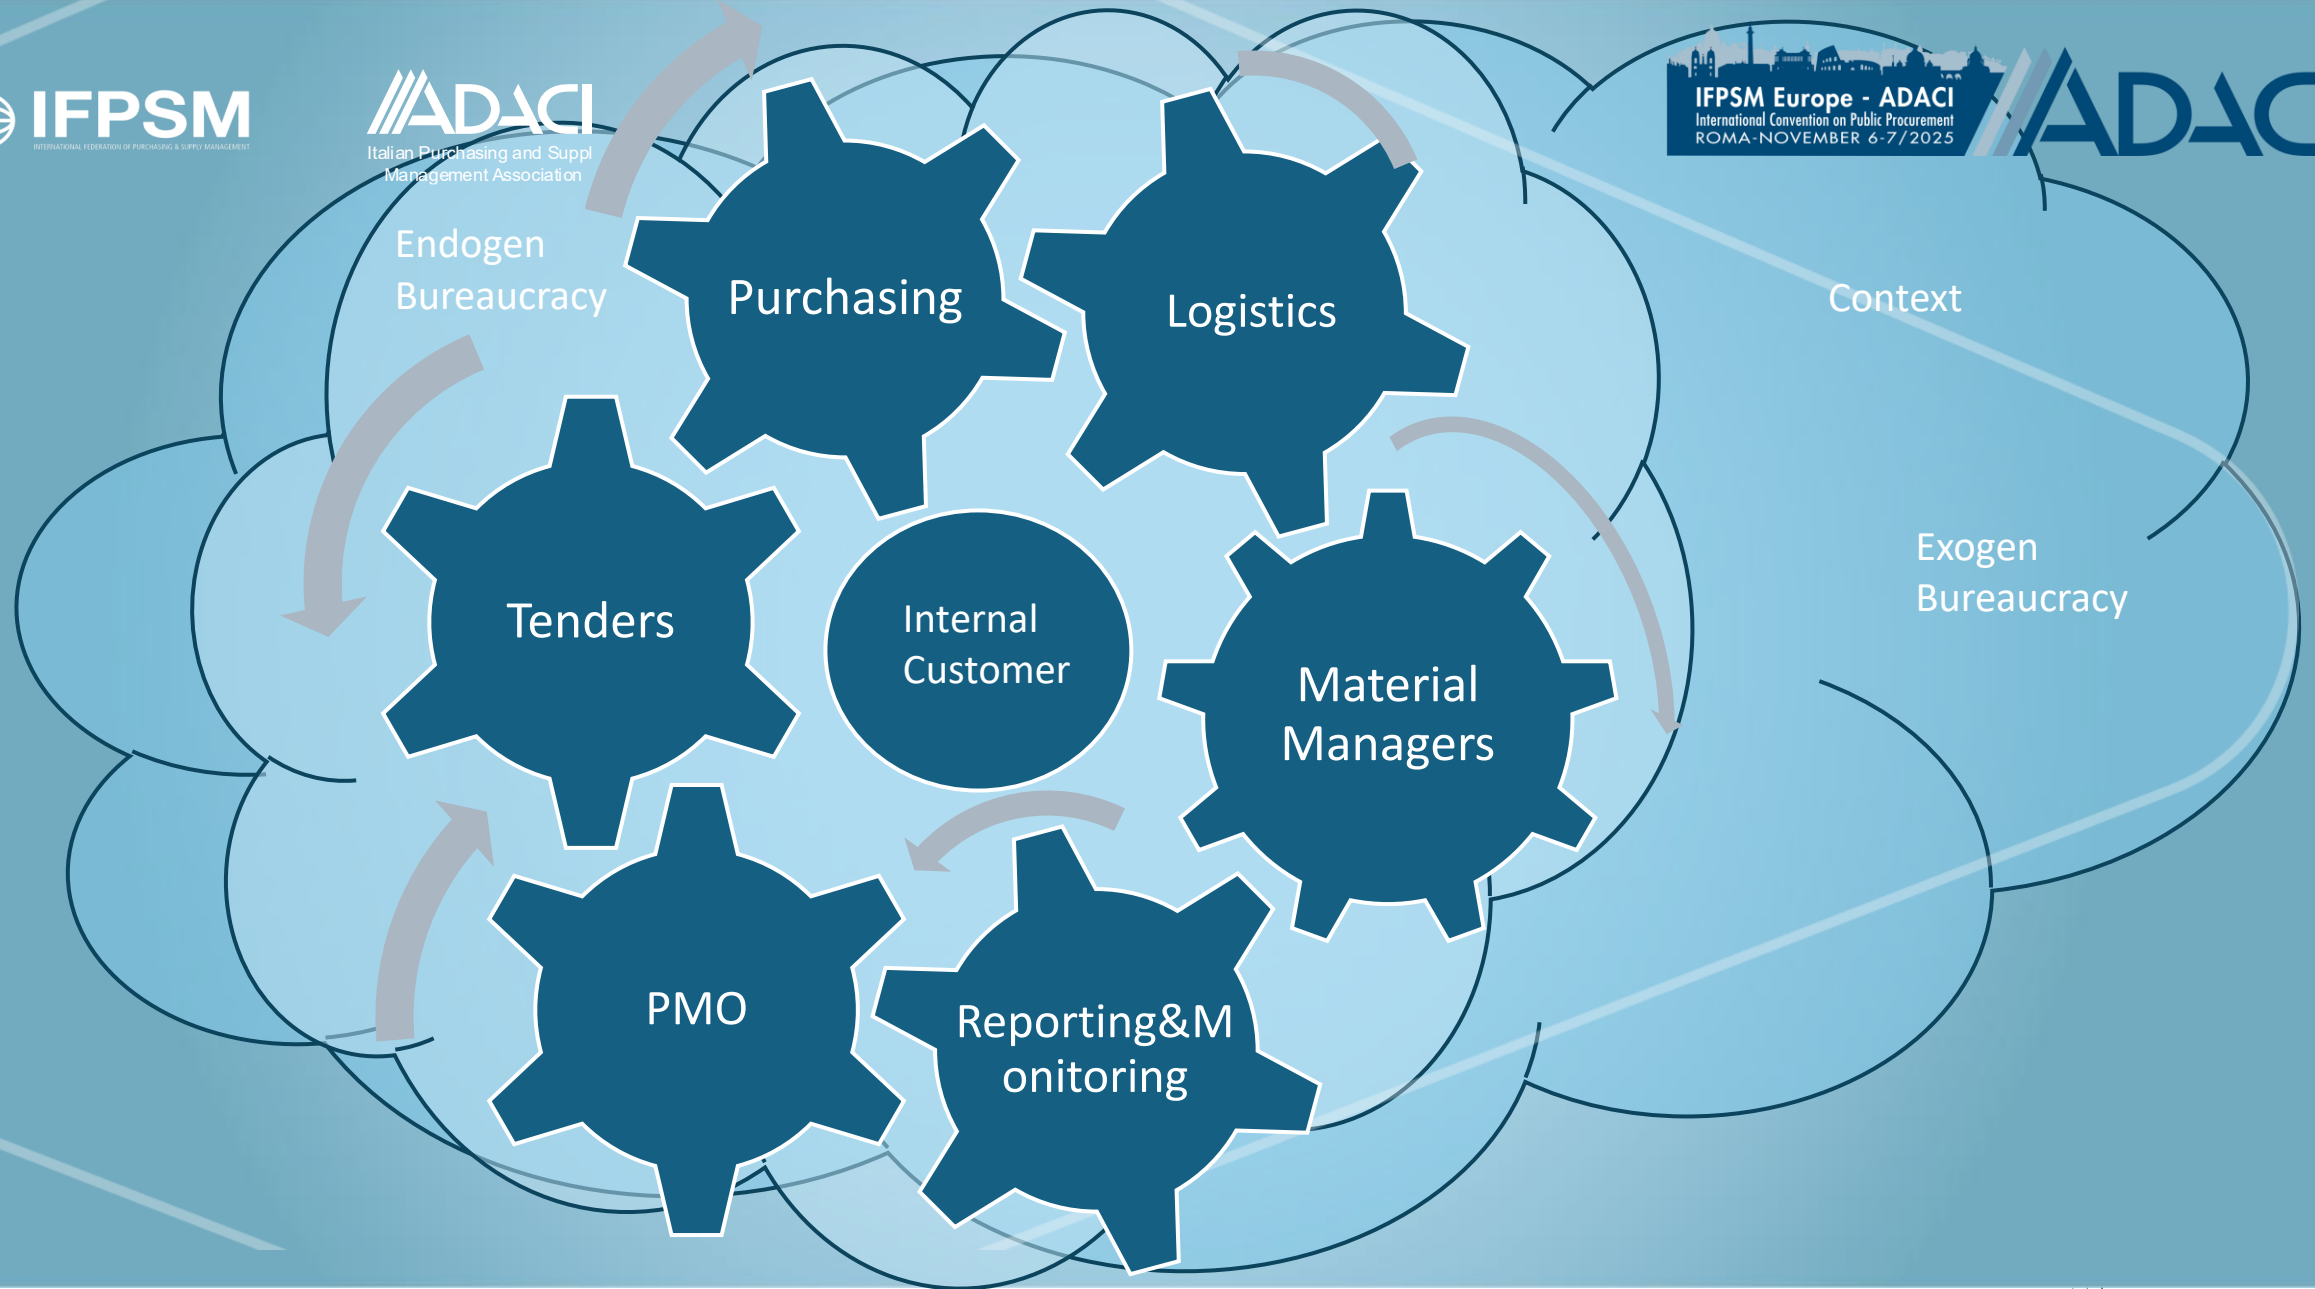 IFPSM
INTERNATIONAL FEDERATION OF PURCHASING & SUPPLY MANAGEMENT
ADACI
Italian Purchasing and Suppl
Management Association
IFPSM Europe - ADACI
International Convention on Public Procurement
ROMA-NOVEMBER 6-7/2025
ADAC
Endogen
Bureaucracy
Purchasing
Logistics
Context
Exogen
Bureaucracy
Tenders
Internal
Customer
Material
Managers
PMO
Reporting&M
onitoring